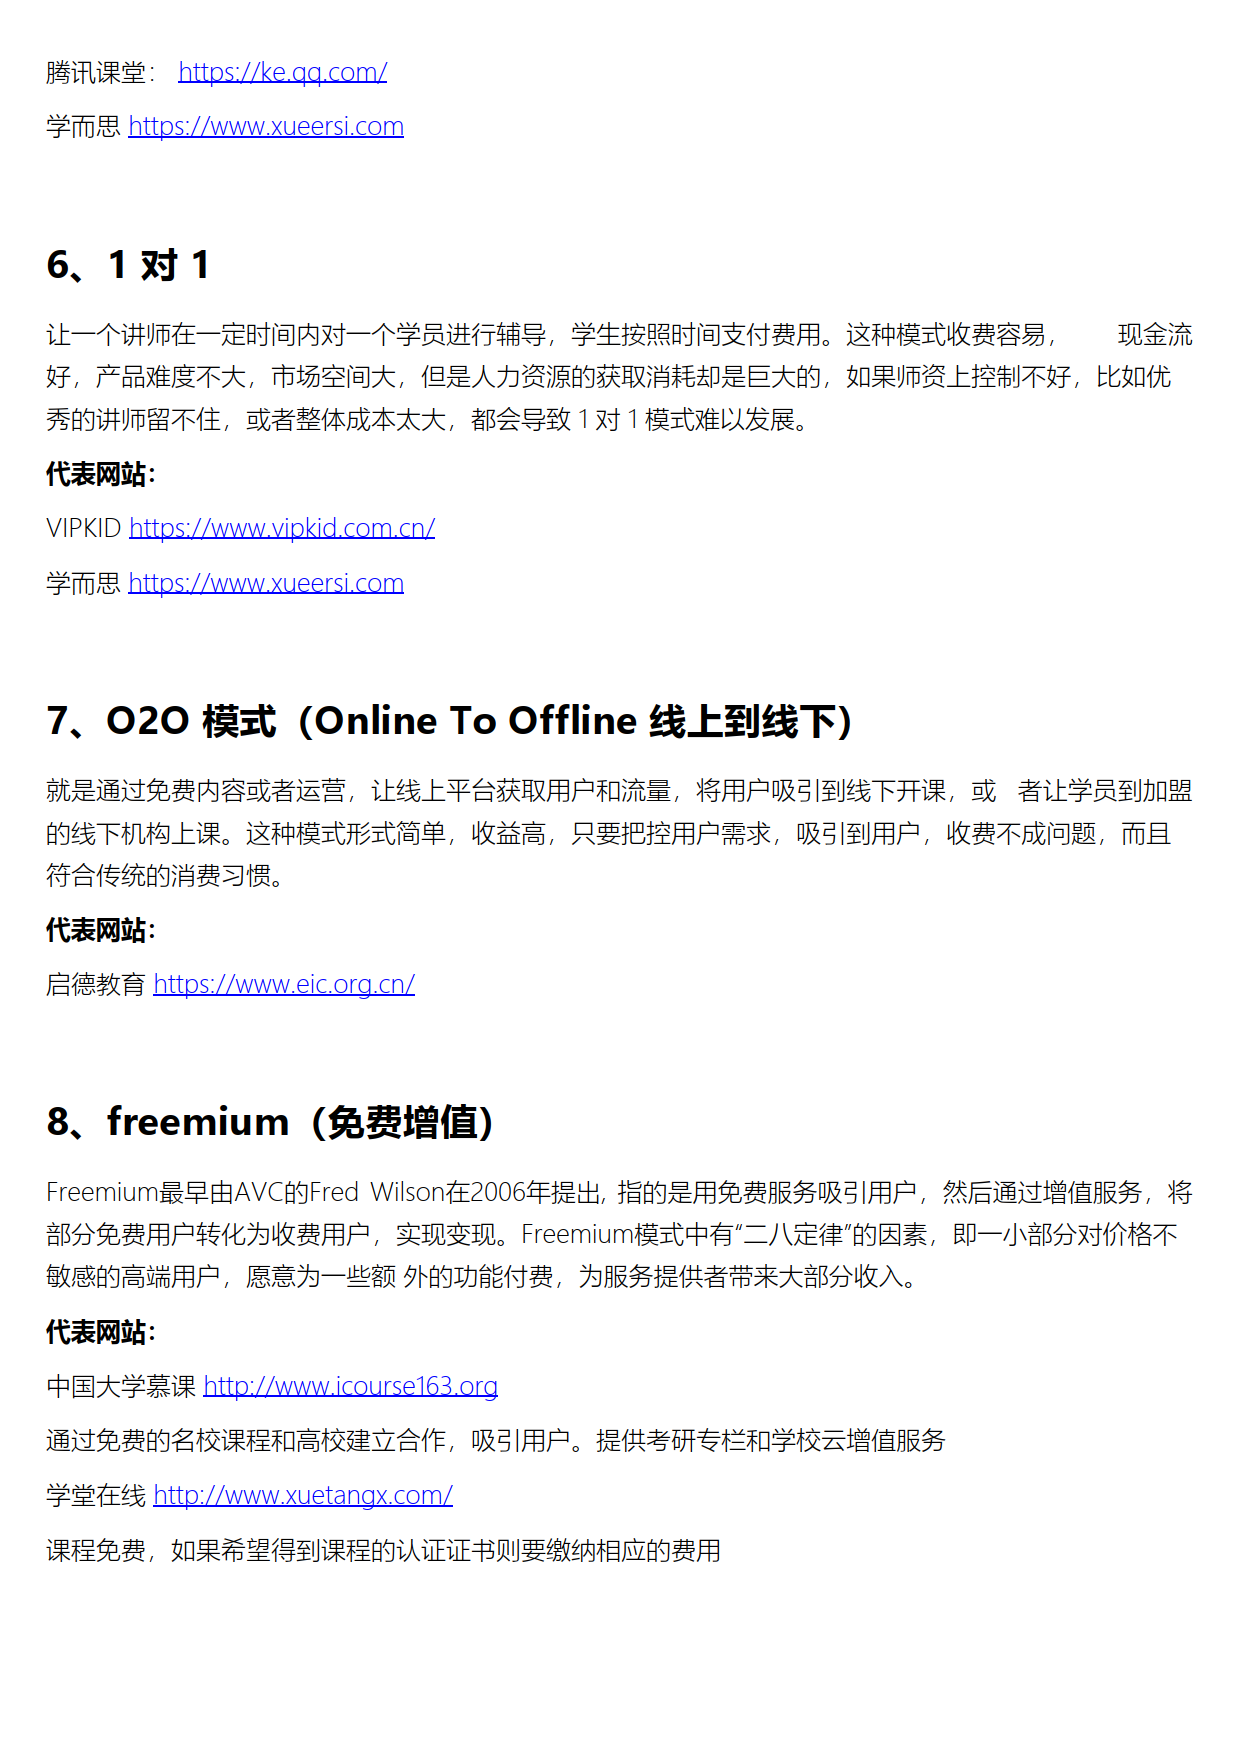 腾讯课堂： https://ke.qq.com/
学而思 https://www.xueersi.com
6、1 对 1
让一个讲师在一定时间内对一个学员进行辅导，学生按照时间支付费用。这种模式收费容易， 现金流
好，产品难度不大，市场空间大，但是人力资源的获取消耗却是巨大的，如果师资上控制不好，比如优
秀的讲师留不住，或者整体成本太大，都会导致 1 对 1 模式难以发展。
代表网站：
VIPKID https://www.vipkid.com.cn/
学而思 https://www.xueersi.com
7、O2O 模式（Online To Offline 线上到线下）
就是通过免费内容或者运营，让线上平台获取用户和流量，将用户吸引到线下开课，或 者让学员到加盟
的线下机构上课。这种模式形式简单，收益高，只要把控用户需求，吸引到用户，收费不成问题，而且
符合传统的消费习惯。
代表网站：
启德教育 https://www.eic.org.cn/
8、freemium（免费增值）
Freemium最早由AVC的Fred Wilson在2006年提出, 指的是用免费服务吸引用户，然后通过增值服务，将
部分免费用户转化为收费用户，实现变现。Freemium模式中有“二八定律”的因素，即一小部分对价格不
敏感的高端用户，愿意为一些额 外的功能付费，为服务提供者带来大部分收入。
代表网站：
中国大学慕课 http://www.icourse163.org
通过免费的名校课程和高校建立合作，吸引用户。提供考研专栏和学校云增值服务
学堂在线 http://www.xuetangx.com/
课程免费，如果希望得到课程的认证证书则要缴纳相应的费用